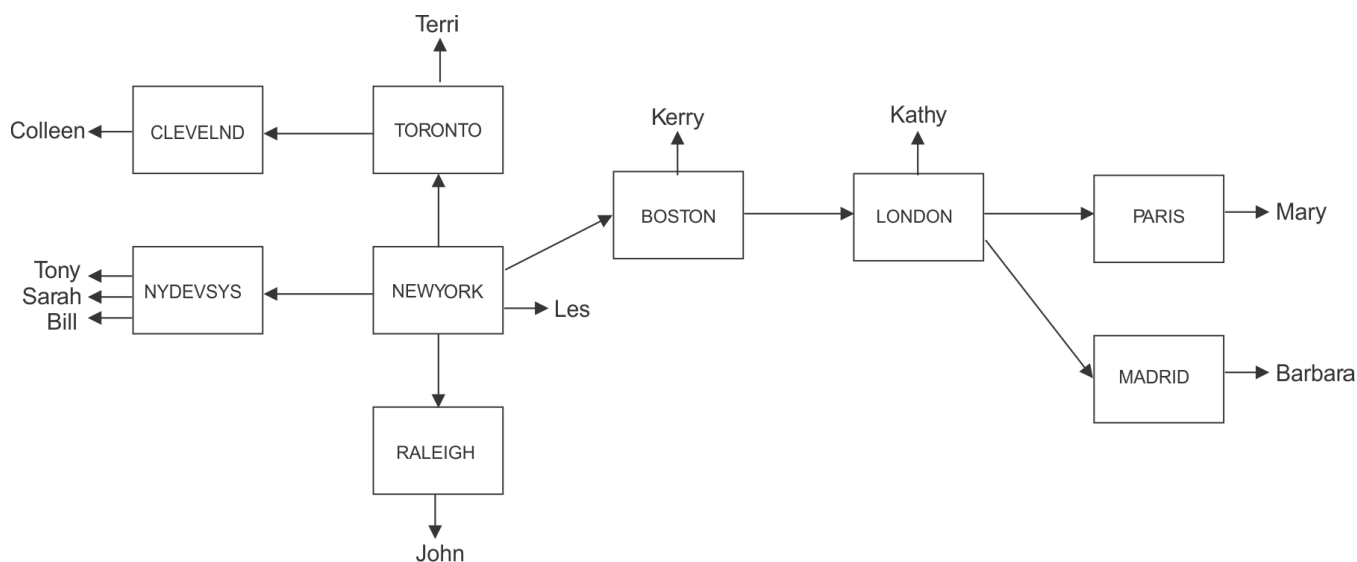 Terri
Colleen
CLEVELND
TORONTO
Kerry
Kathy
BOSTON
LONDON
PARIS
Mary
Tony
Sarah
Bill
NYDEVSYS
NEWYORK
Les
MADRID
Barbara
RALEIGH
John